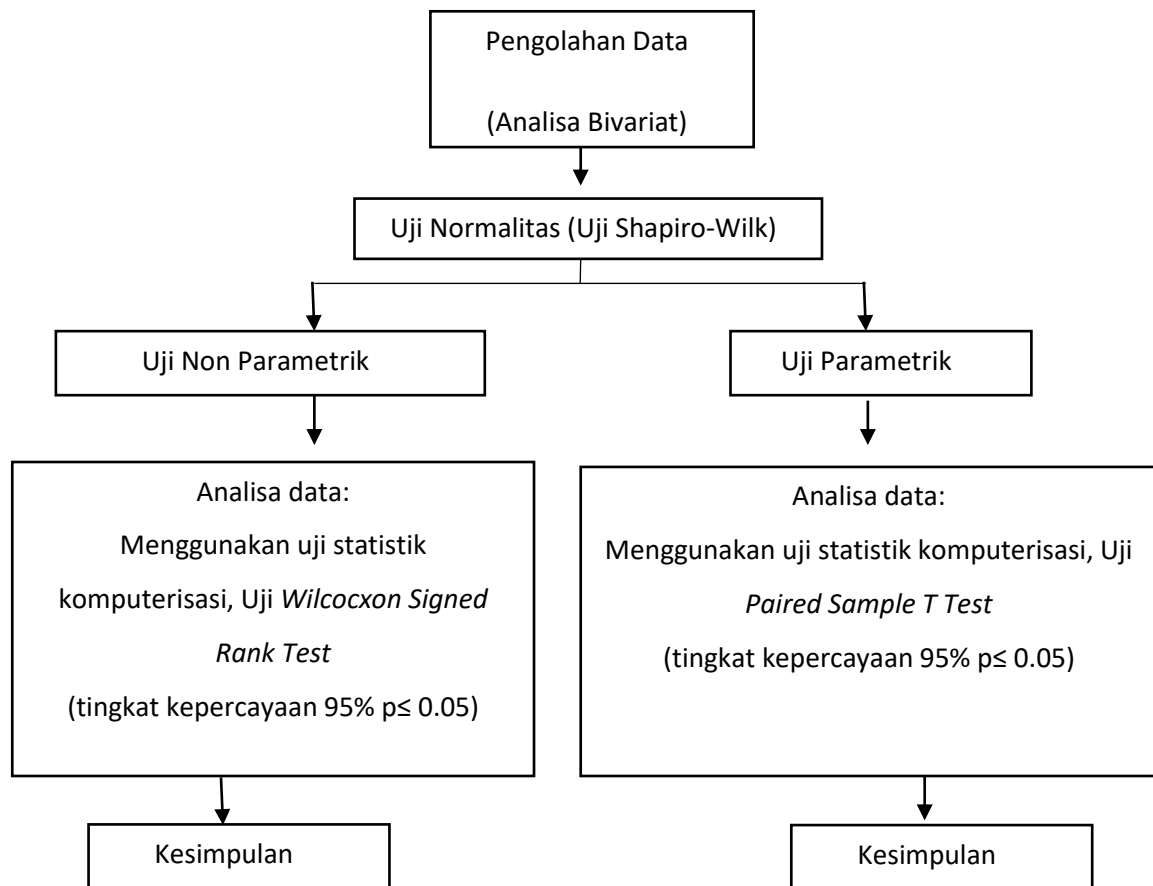 Pengolahan Data
(Analisa Bivariat)
Uji Normalitas (Uji Shapiro-Wilk)
Uji Non Parametrik
Uji Parametrik
Analisa data:
Menggunakan uji statistik
komputerisasi, Uji Wilcocxon Signed
Rank Test
(tingkat kepercayaan 95% p≤ 0.05)
Analisa data:
Menggunakan uji statistik komputerisasi, Uji
Paired Sample T Test
(tingkat kepercayaan 95% p≤ 0.05)
Kesimpulan
Kesimpulan